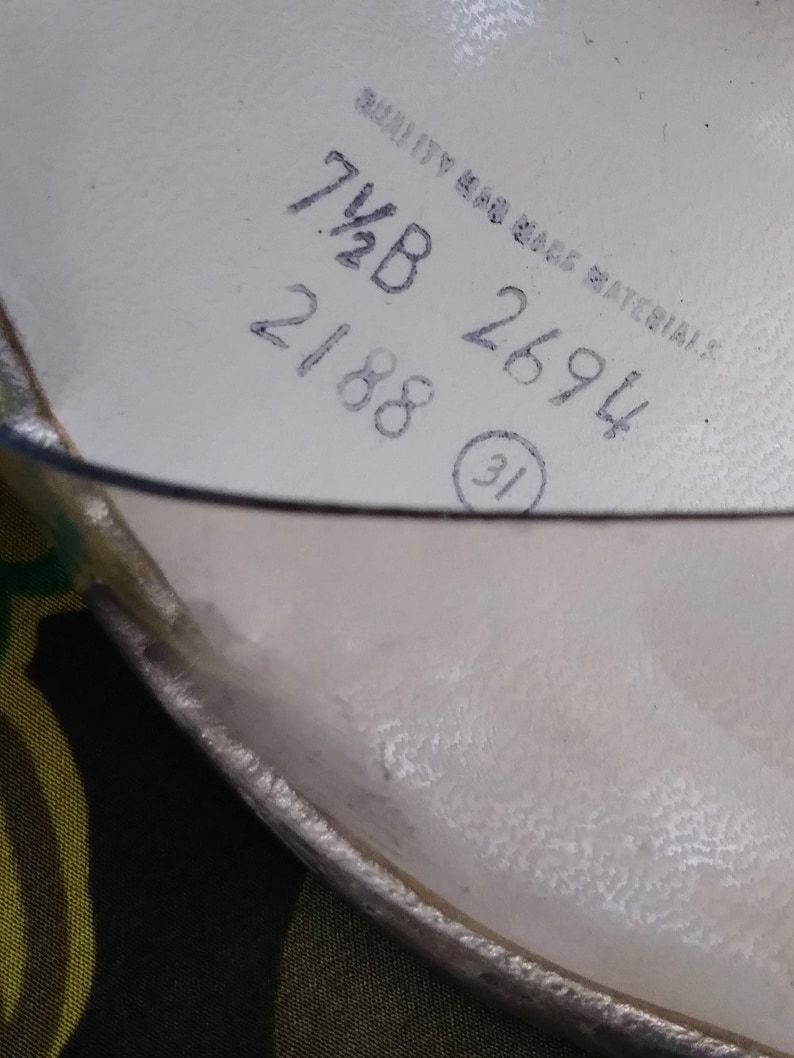 QUALITY MAN MADE MATERIALS
7½B 2694
2188
31